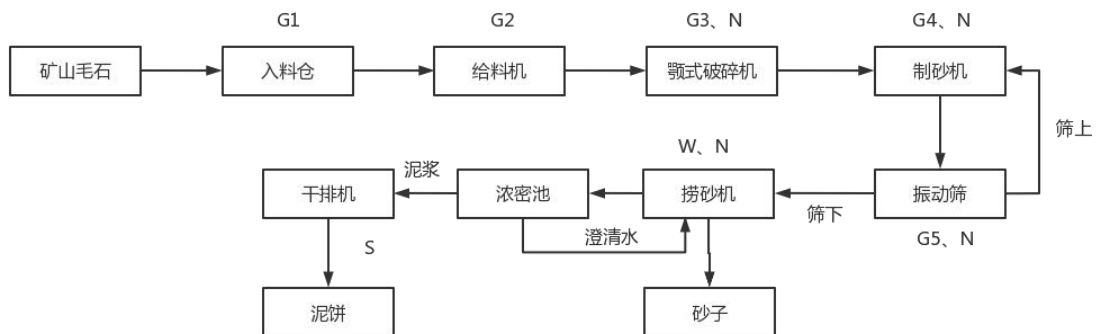 G1
G2
G3、N
G4、N
矿山毛石
入料仓
给料机
颚式破碎机
制砂机
筛上
W、N
泥浆
干排机
浓密池
捞砂机
振动筛
筛下
澄清水
G5、N
S
泥饼
砂子